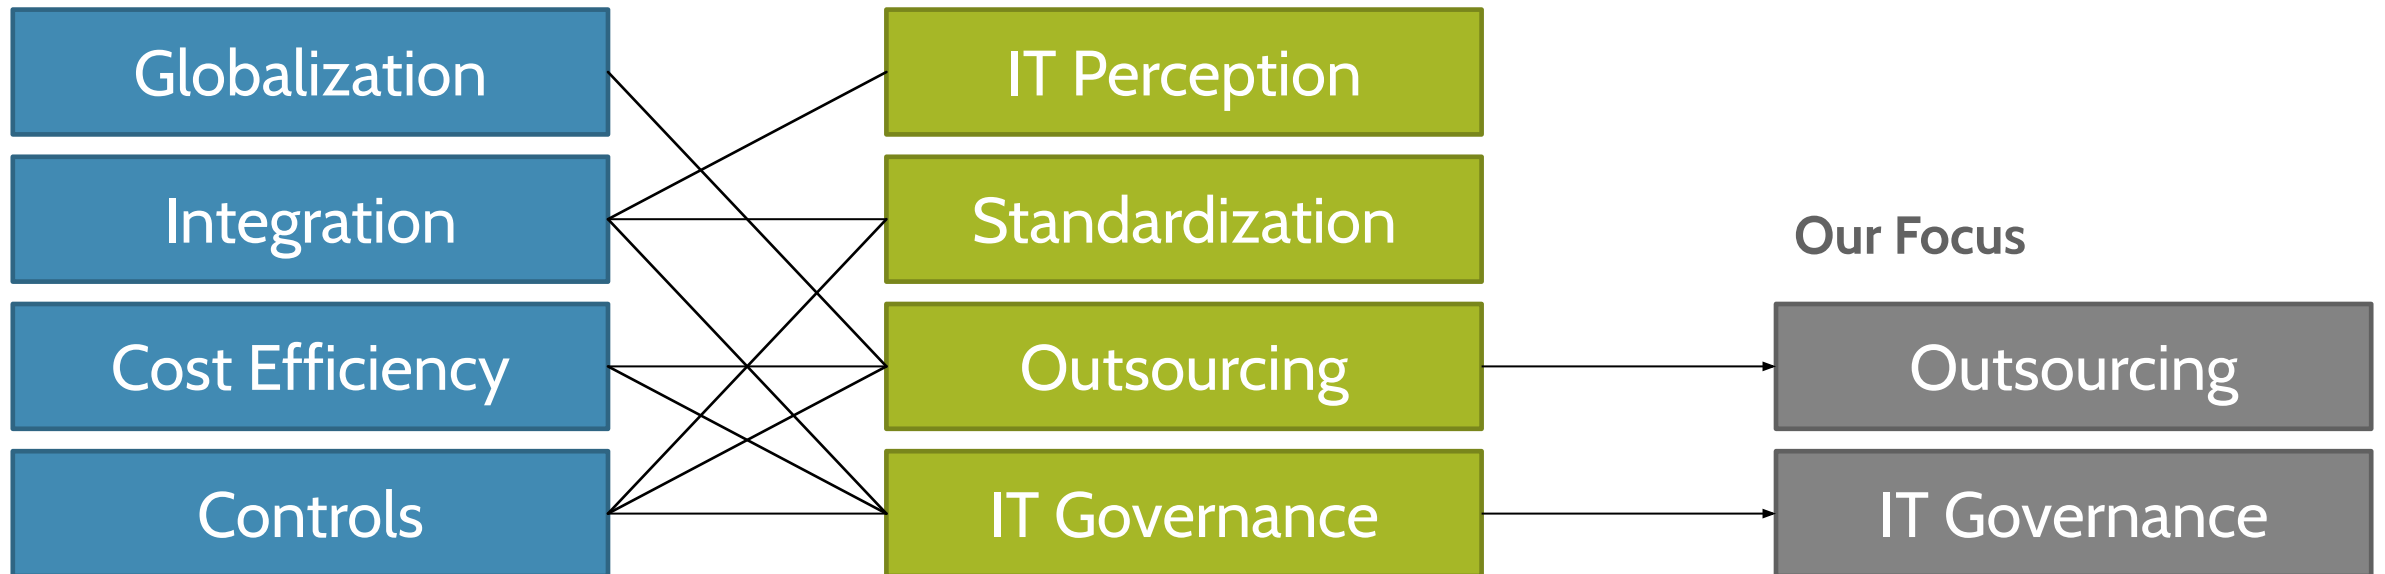 Globalization
Integration
Cost Efficiency
Controls
IT Perception
Standardization
Outsourcing
IT Governance
Our Focus
Outsourcing
IT Governance